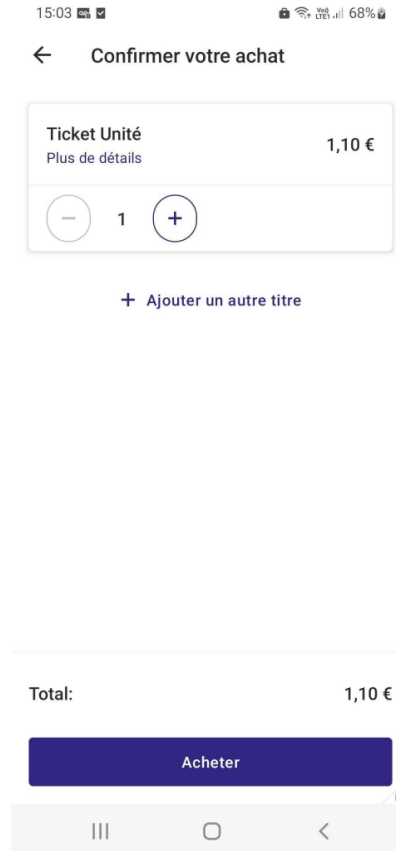 15:03 68%
Confirmer votre achat
Ticket Unité
1,10 €
Plus de détails
1
Ajouter un autre titre
Total: 1,10 €
Acheter